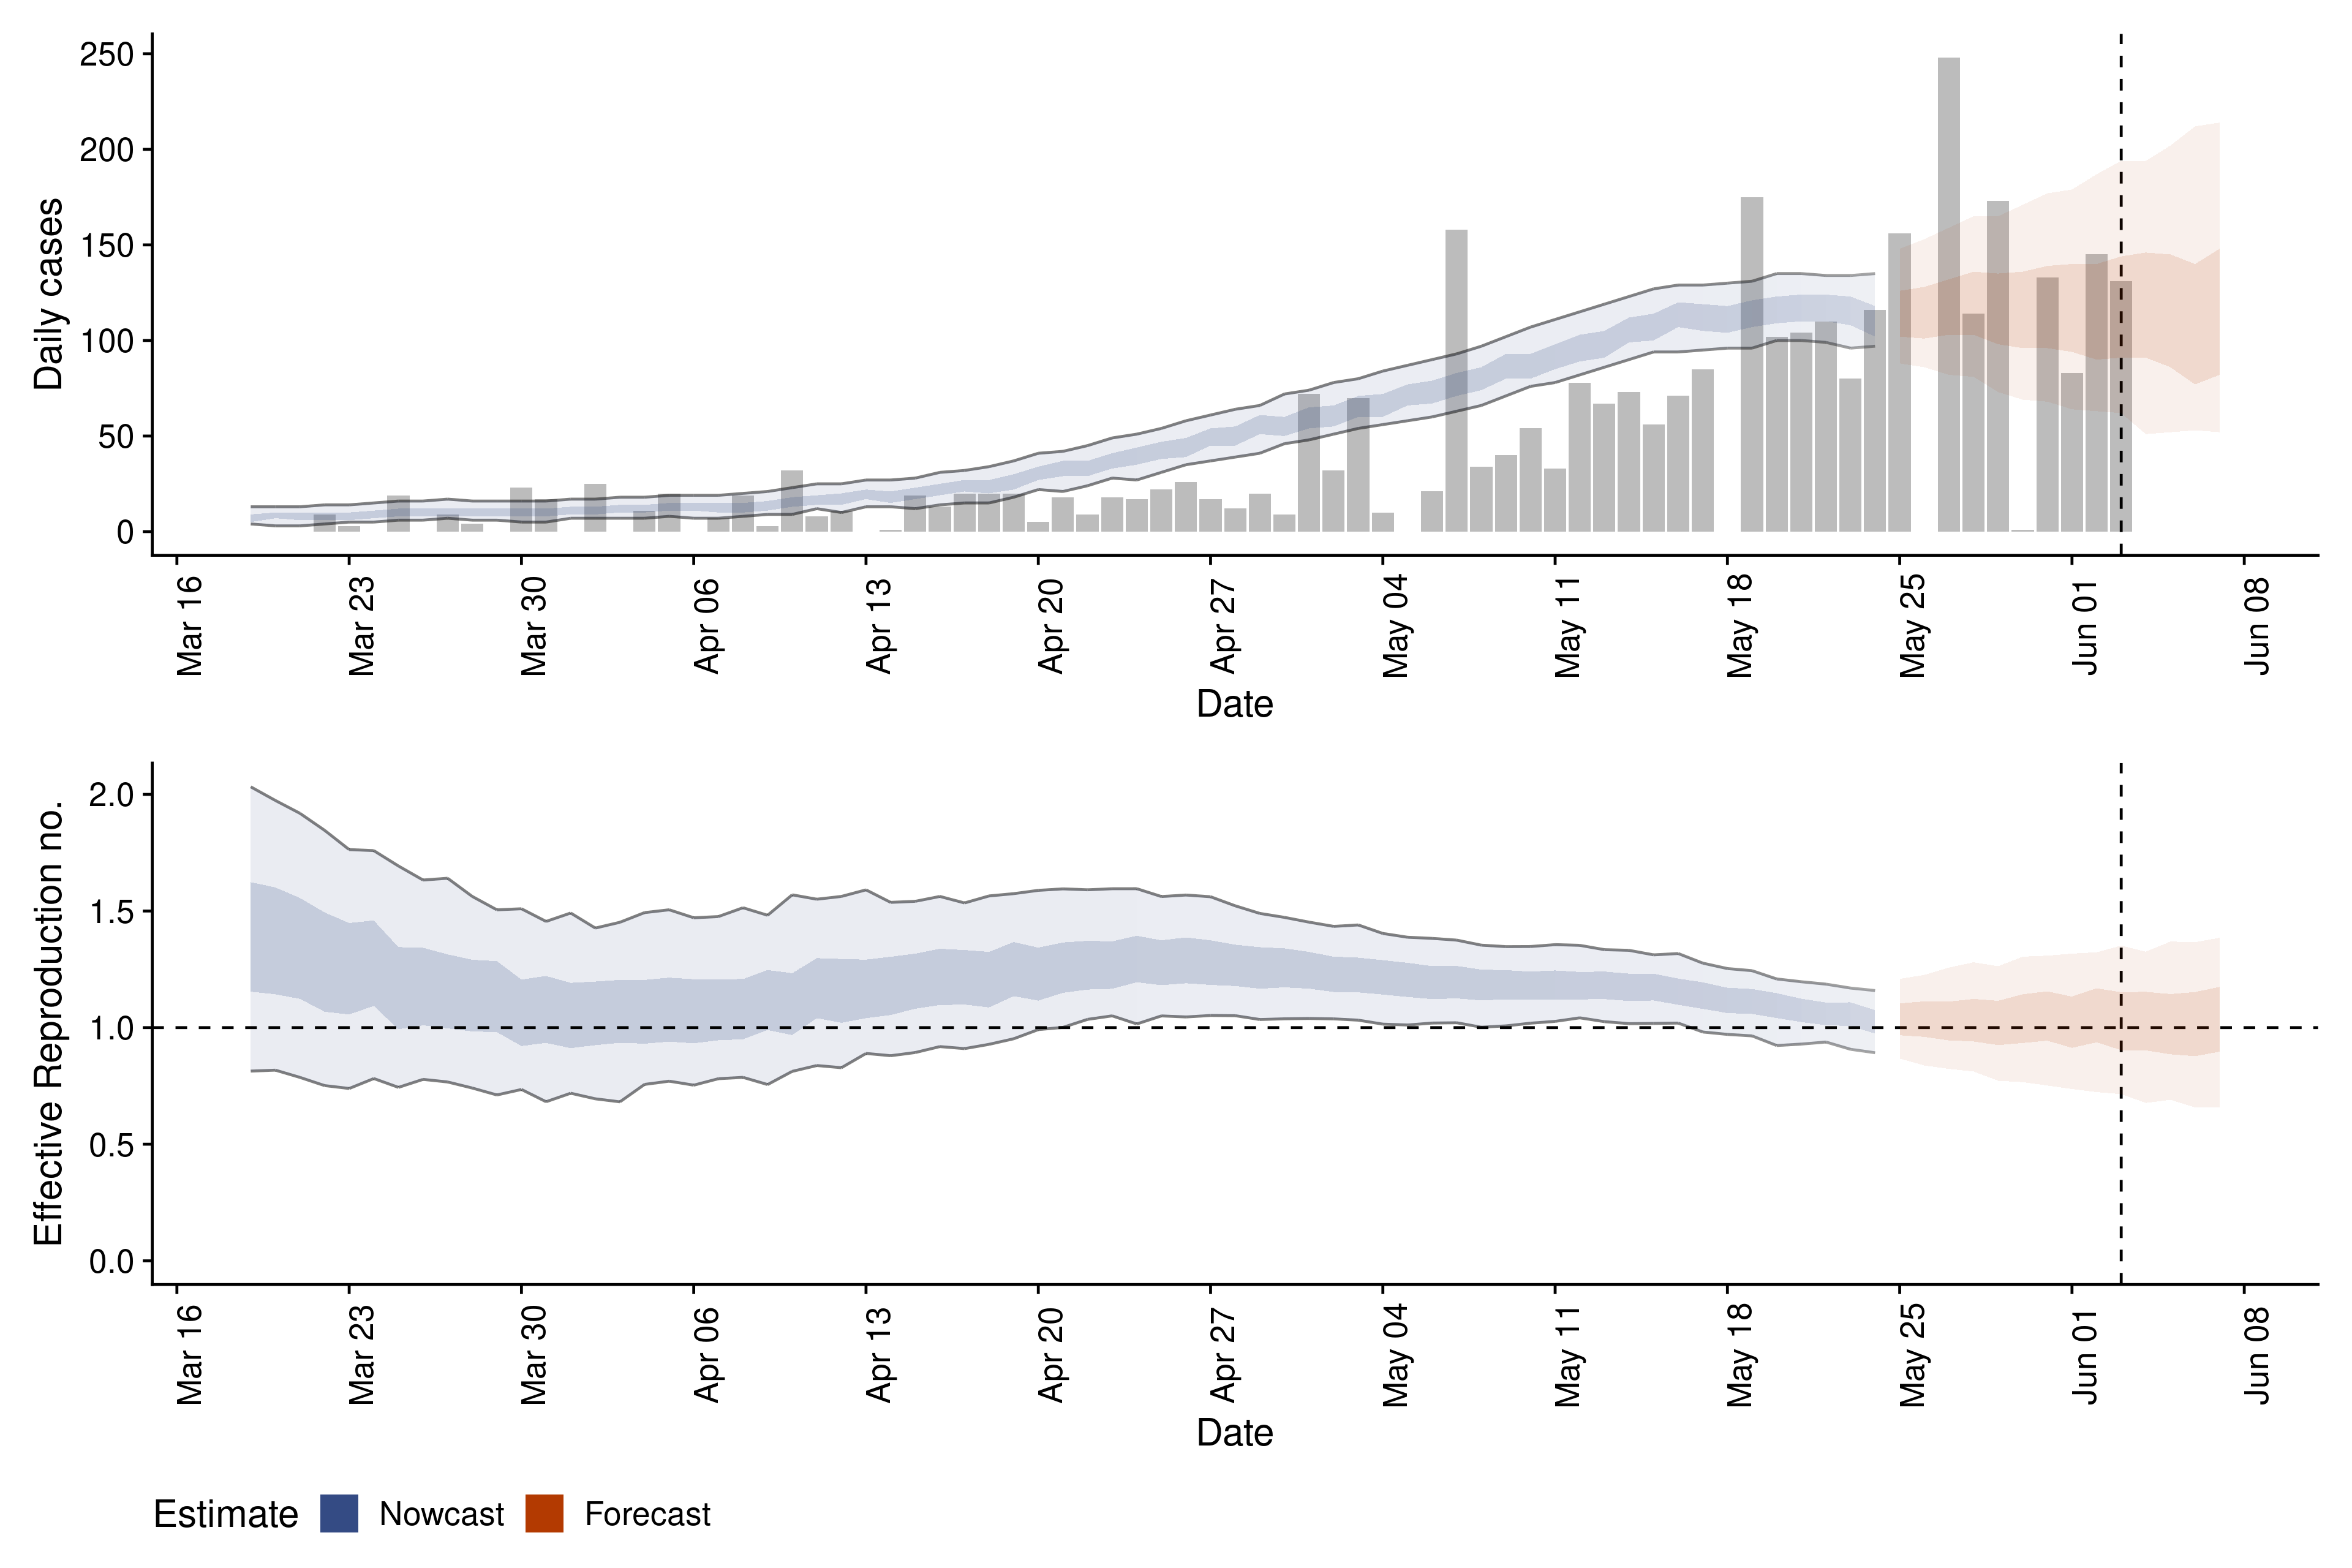 250
200
150
100
50
0
Daily cases
Mar 16 Mar 23 Mar 30 Apr 06 Apr 13 Apr 20 Apr 27 May 04 May 11 May 18 May 25 Jun 01 Jun 08
Date
2.0
1.5
1.0
0.5
0.0
Effective Reproduction no.
Mar 16 Mar 23 Mar 30 Apr 06 Apr 13 Apr 20 Apr 27 May 04 May 11 May 18 May 25 Jun 01 Jun 08
Date
Estimate Nowcast Forecast